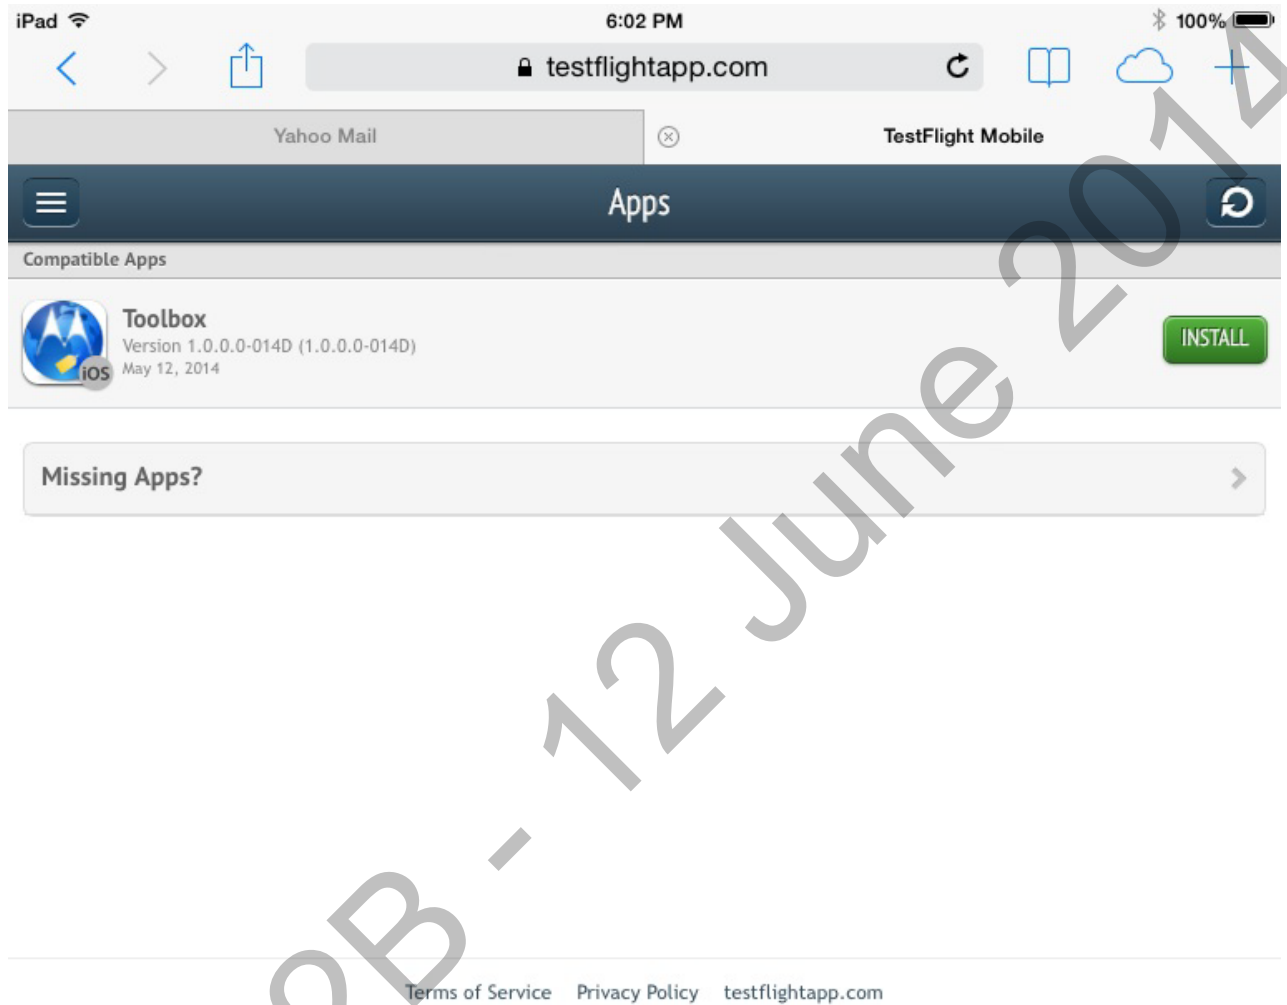 iPad 6:02 PM 100%
testflightapp.com
Yahoo Mail TestFlight Mobile
Apps
Compatible Apps
Toolbox
Version 1.0.0.0-014D (1.0.0.0-014D)
May 12, 2014
iOS
INSTALL
Missing Apps?
2B - 12 June 2014
Terms of Service Privacy Policy testflightapp.com